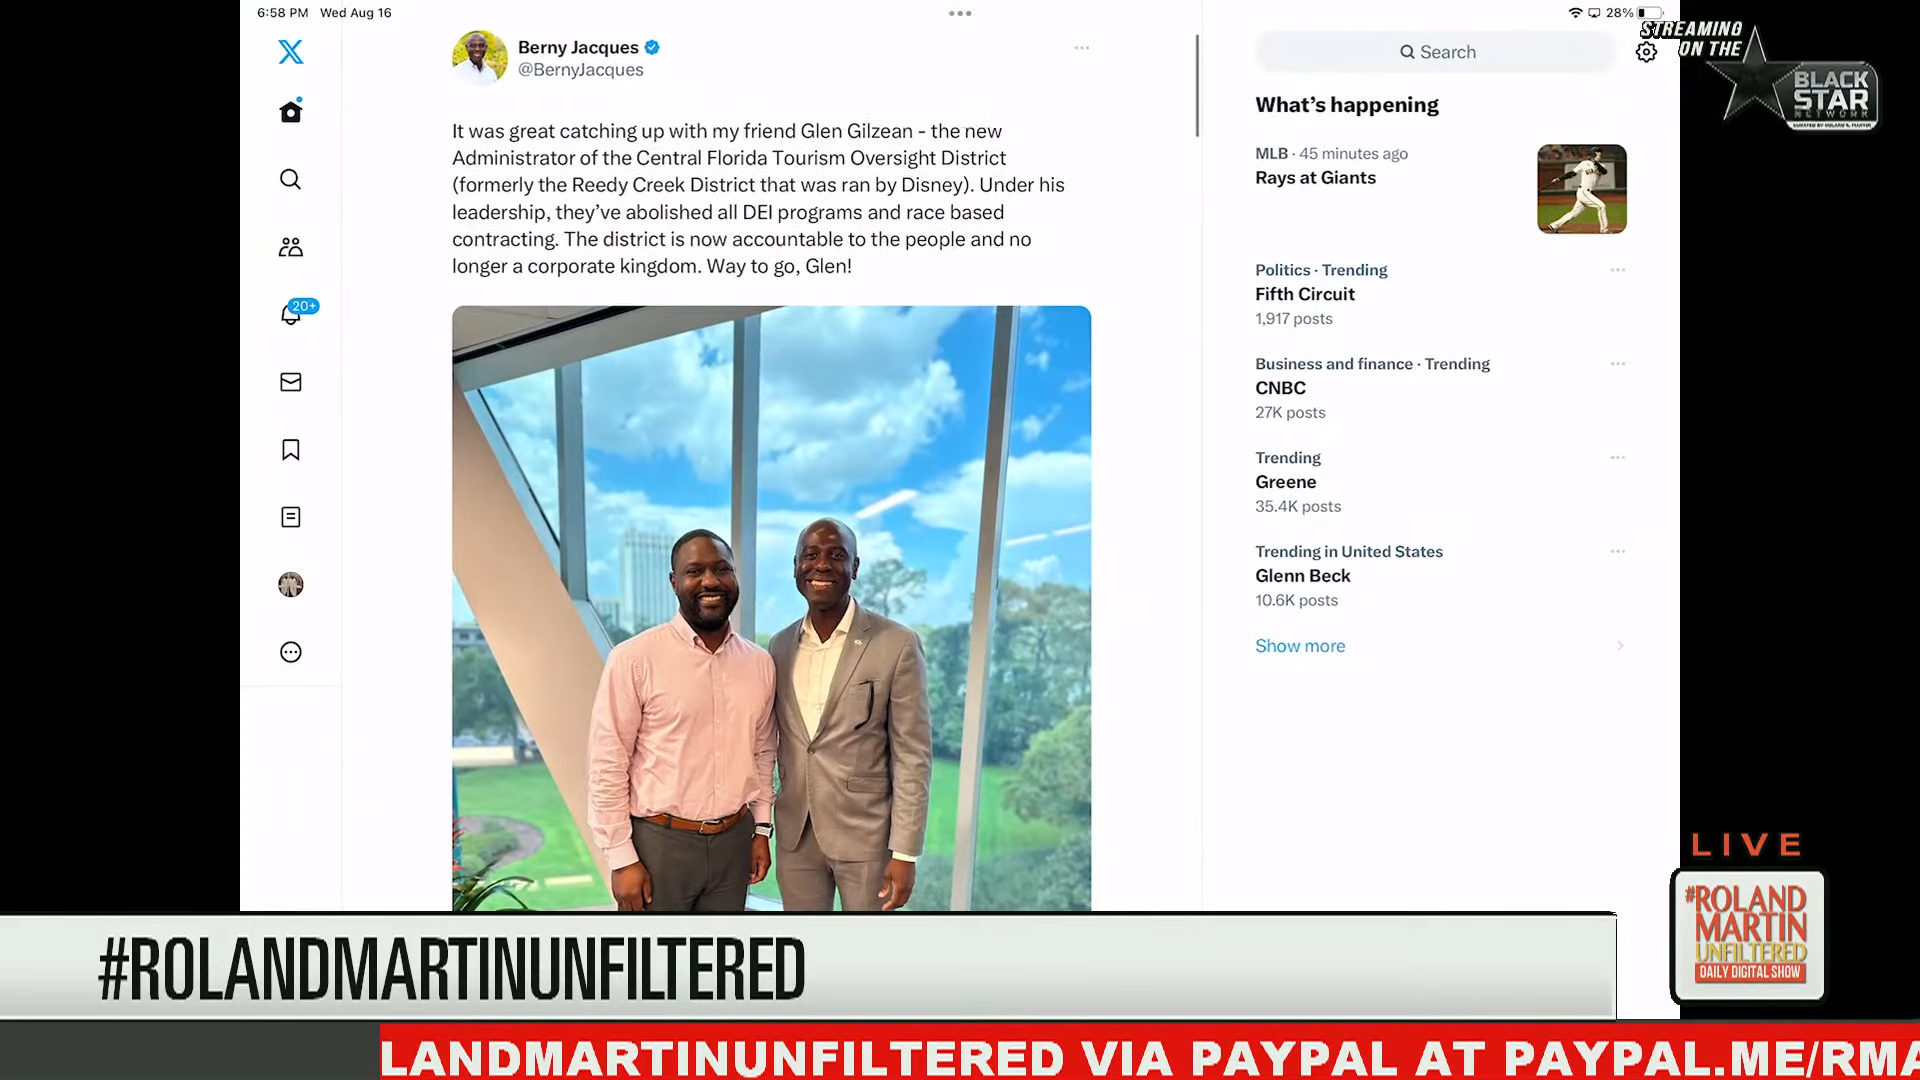 6:58 PM Wed Aug 16
28%
STREAMING
ON THE
BLACK
STAR
NETWORK
Berny Jacques
@BernyJacques
It was great catching up with my friend Glen Gilzean - the new
Administrator of the Central Florida Tourism Oversight District
(formerly the Reedy Creek District that was ran by Disney). Under his
leadership, they've abolished all DEI programs and race based
contracting. The district is now accountable to the people and no
longer a corporate kingdom. Way to go, Glen!
20+
Search
What's happening
MLB · 45 minutes ago
Rays at Giants
Politics · Trending
Fifth Circuit
1,917 posts
Business and finance · Trending
CNBC
27K posts
Trending
Greene
35.4K posts
Trending in United States
Glenn Beck
10.6K posts
Show more
LIVE
#ROLAND
MARTIN
UNFILTERED
DAILY DIGITAL SHOW
#ROLANDMARTINUNFILTERED
LANDMARTINUNFILTERED VIA PAYPAL AT PAYPAL.ME/RMA